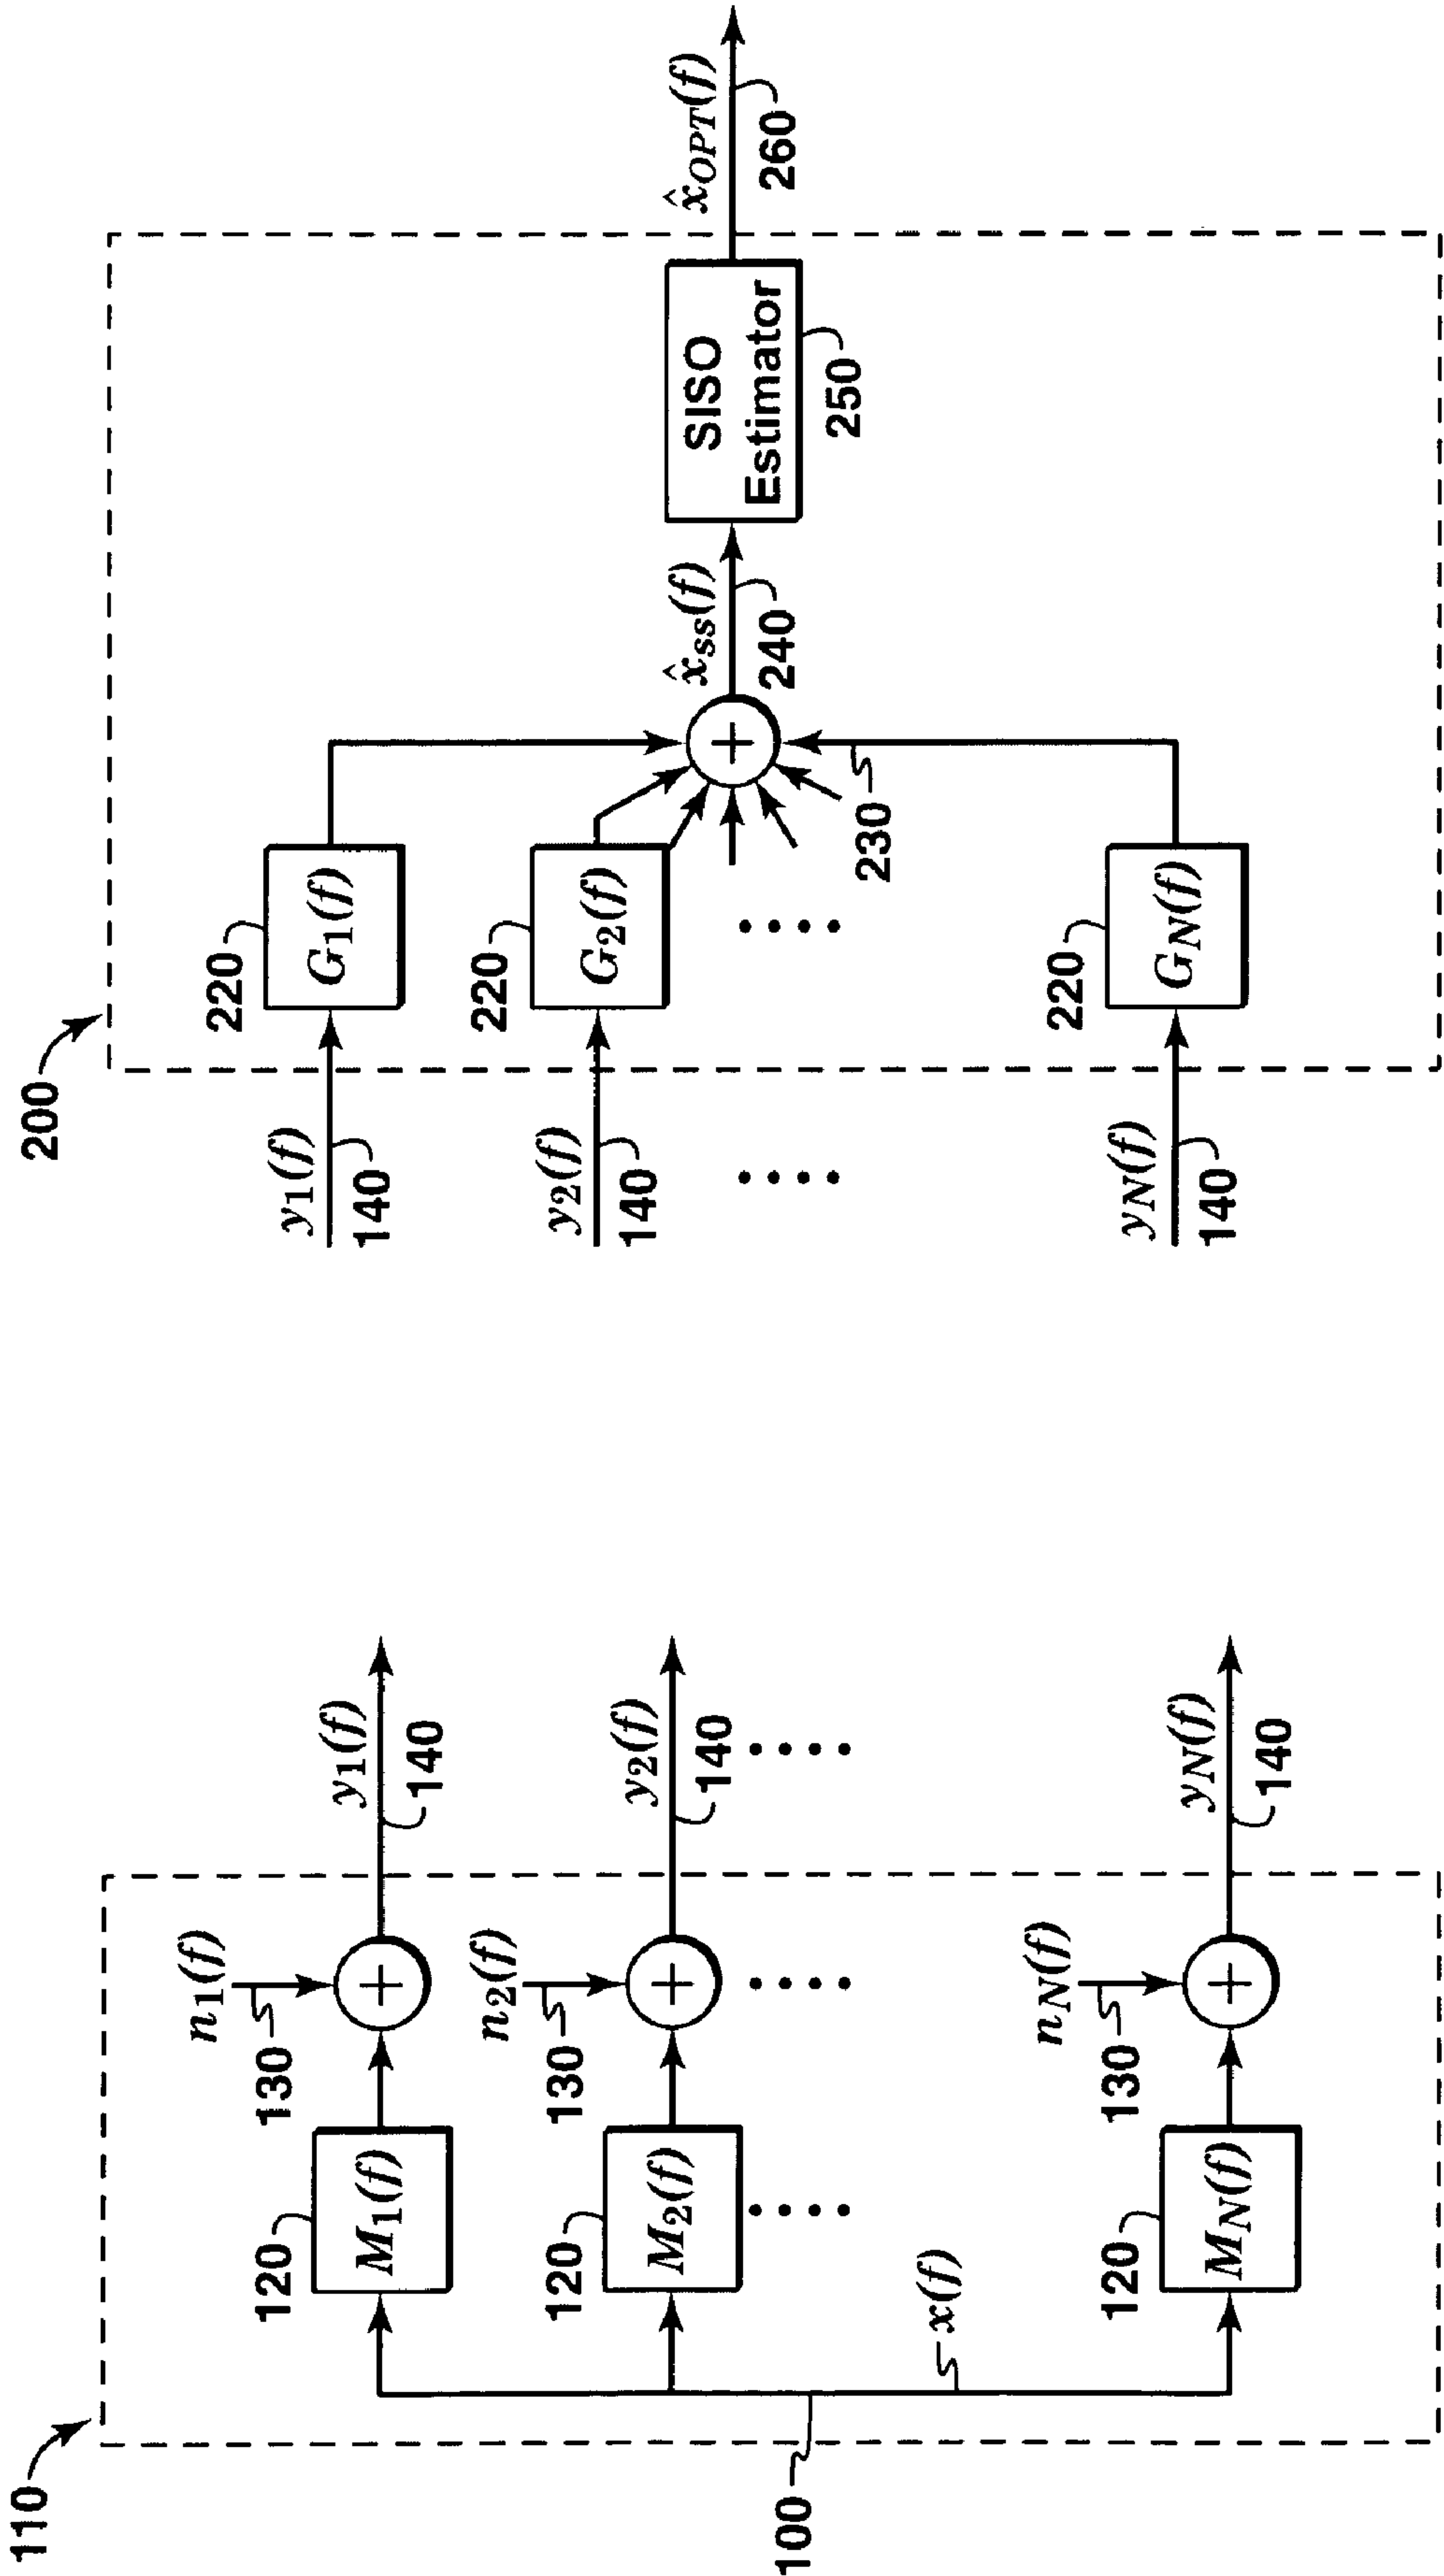 110
100
x(f)
120
M1(f)
n1(f)
130
+
y1(f)
140
120
M2(f)
n2(f)
130
+
y2(f)
140
....
....
....
120
MN(f)
nN(f)
130
+
yN(f)
140
200
y1(f)
140
220
G1(f)
y2(f)
140
220
G2(f)
....
....
yN(f)
140
220
GN(f)
230
+
x̂ss(f)
240
SISO
Estimator
250
x̂OPT(f)
260